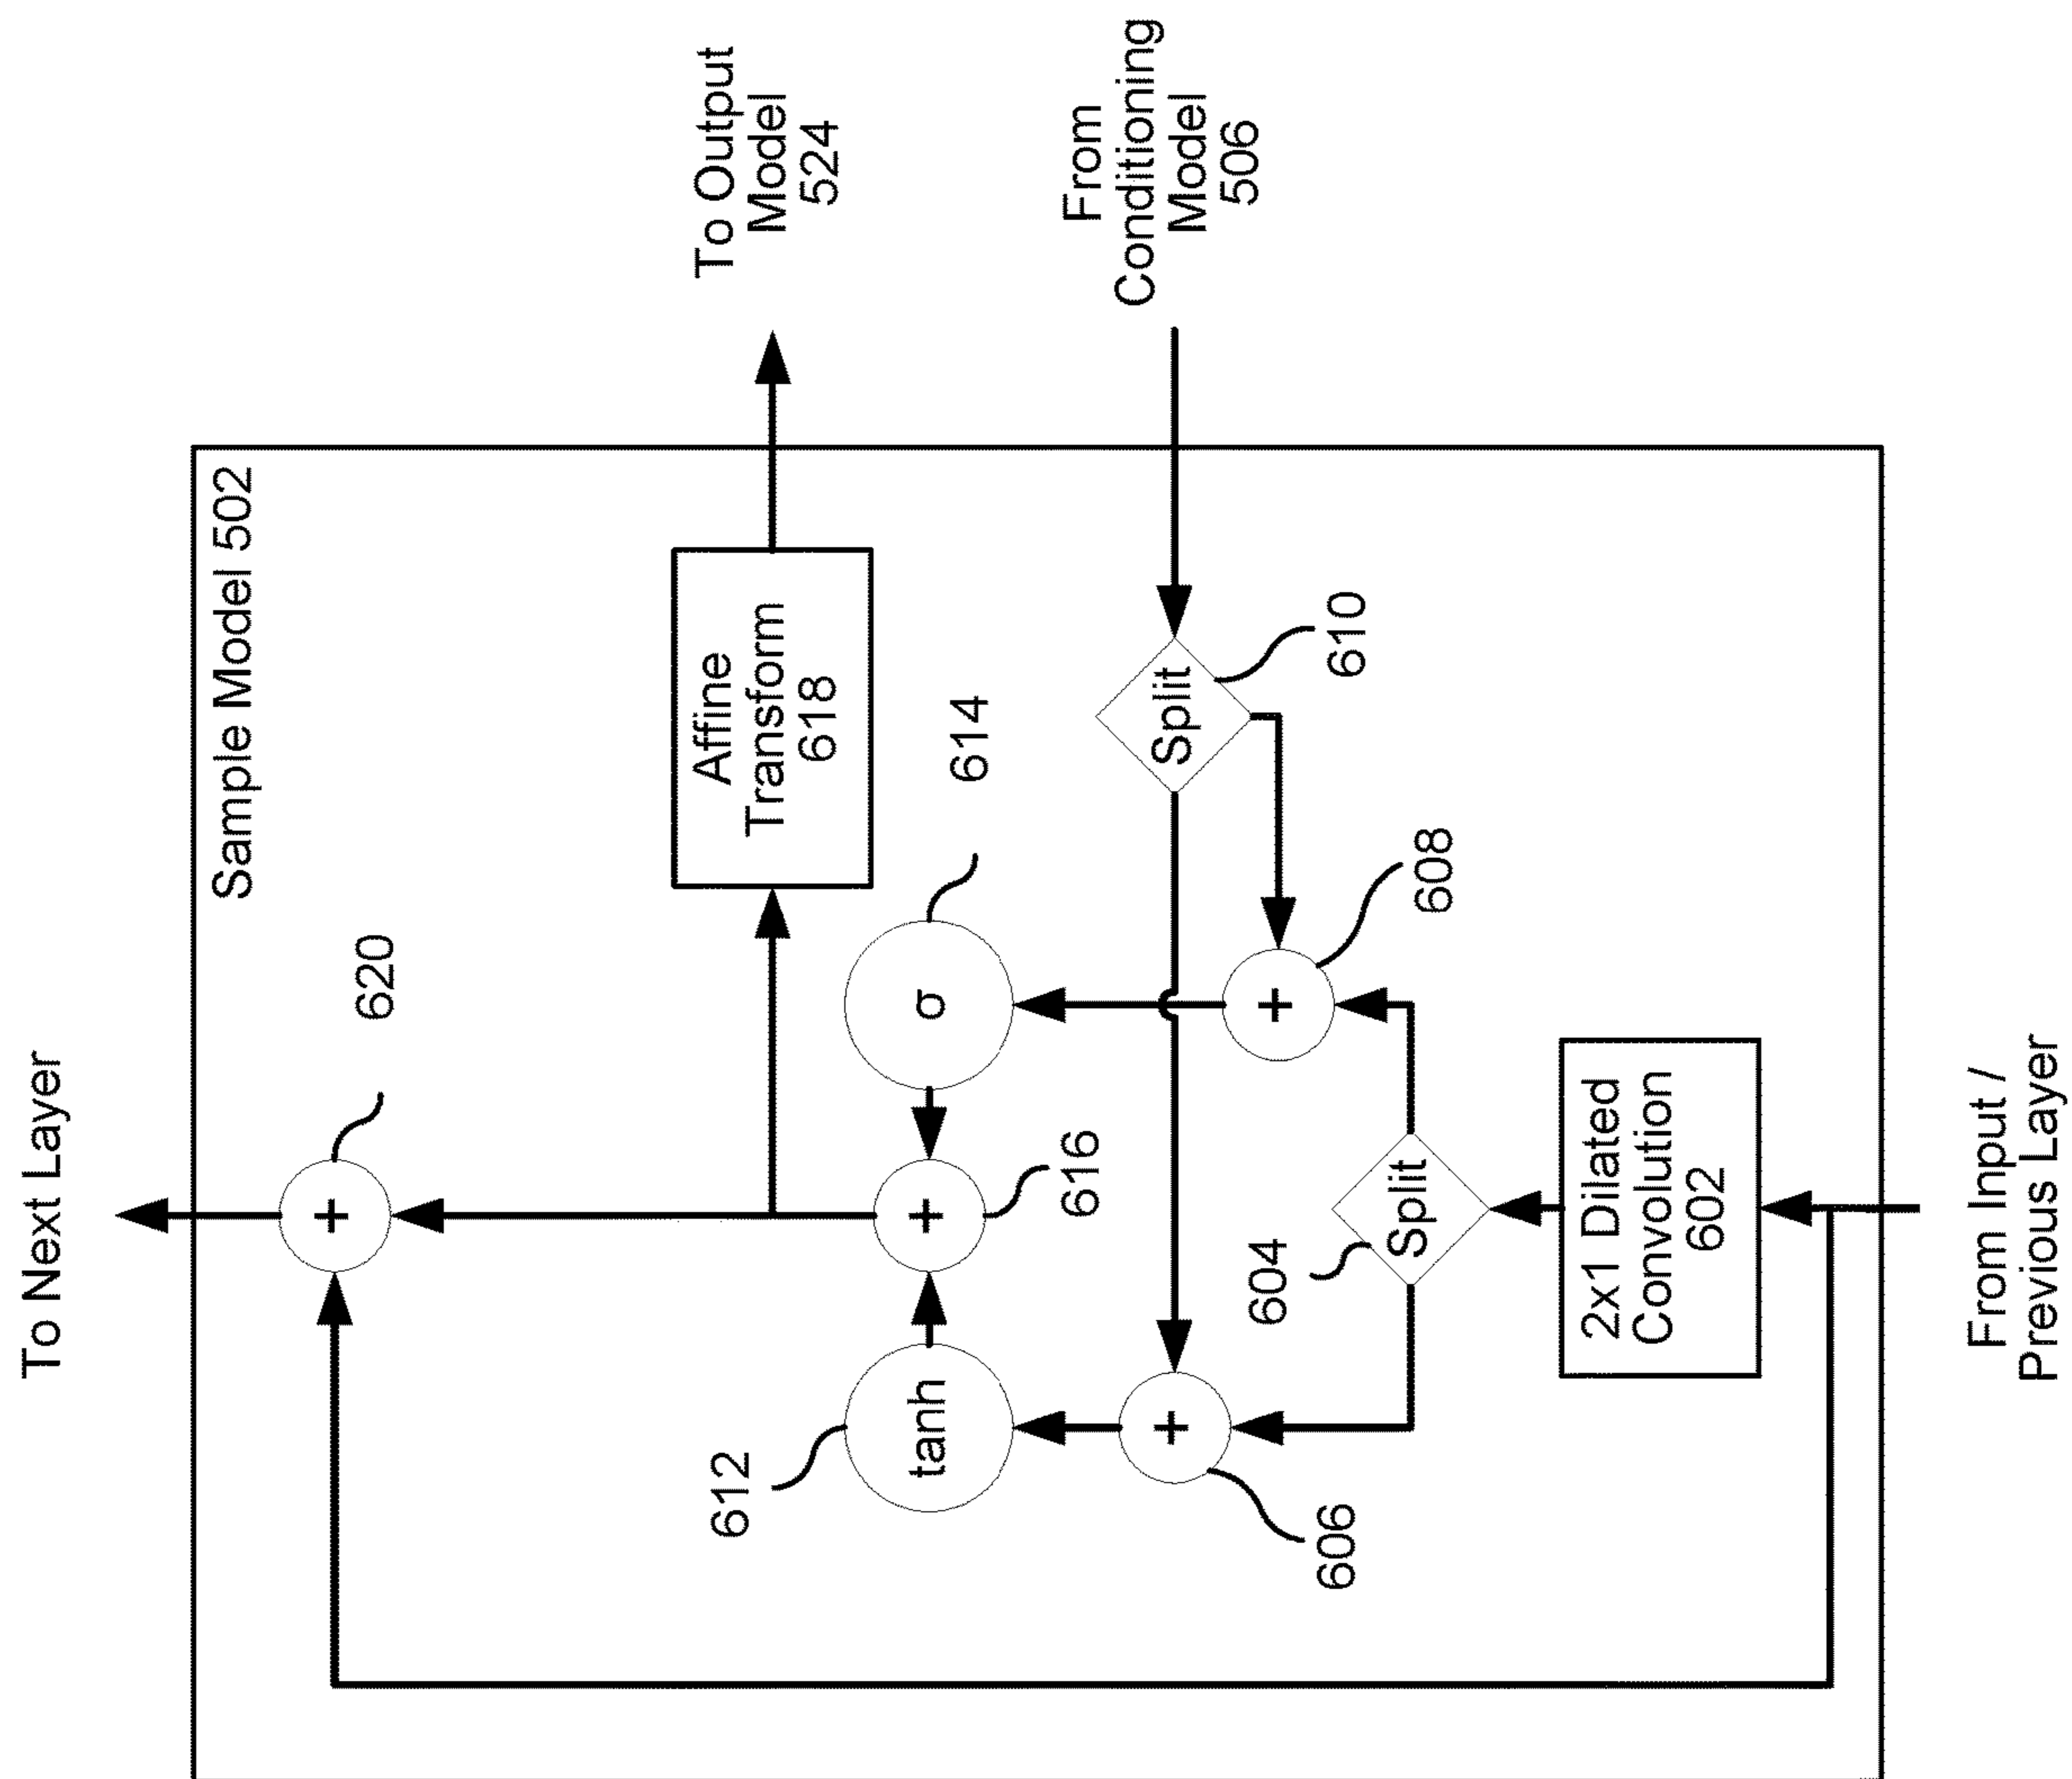 To Next Layer
Sample Model 502
620
To Output
Model
524
Affine
Transform
618
614
σ
+
+
616
tanh
612
From
Conditioning
Model
506
Split
610
+
608
+
606
Split
604
2x1 Dilated
Convolution
602
From Input /
Previous Layer